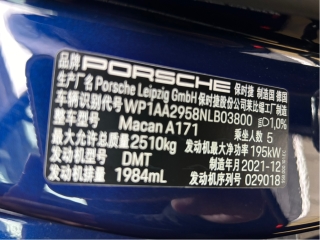 PORSCHE 保时捷 制造国 德国
生产厂名 Porsche Leipzig GmbH 保时捷股份公司莱比锡工厂
车辆识别代号 WP1AA2958NLB03800
整车型号 Macan A171 乘坐人数 5
最大允许总质量 2510kg 发动机最大净功率 195kW
发动机型号 DMT 制造年月 2021-12
发动机排量 1984mL 发动机序列号 029018